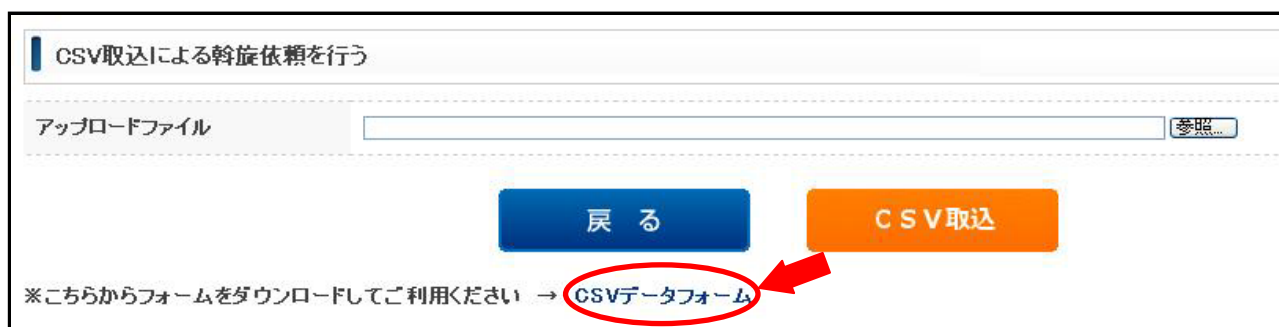 CSV取込による斡旋依頼を行う
アップロードファイル
参照...
戻 る
ＣＳＶ取込
※こちらからフォームをダウンロードしてご利用ください → CSVデータフォーム